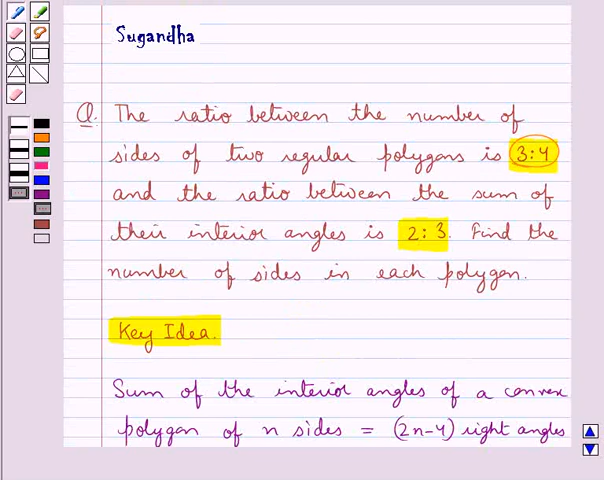 Sugandha
Q. The ratio between the number of
sides of two regular polygons is 3:4
and the ratio between the sum of
their interior angles is 2:3. Find the
number of sides in each polygon.
Key Idea.
Sum of the interior angles of a convex
polygon of n sides = (2n-4) right angles